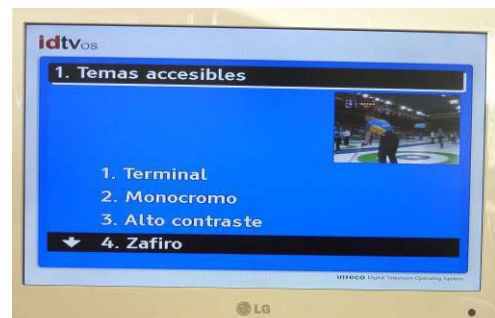 idtvos
1. Temas accesibles
1. Terminal
2. Monocromo
3. Alto contraste
4. Zafiro
inteco Digital Television Operating System
LG